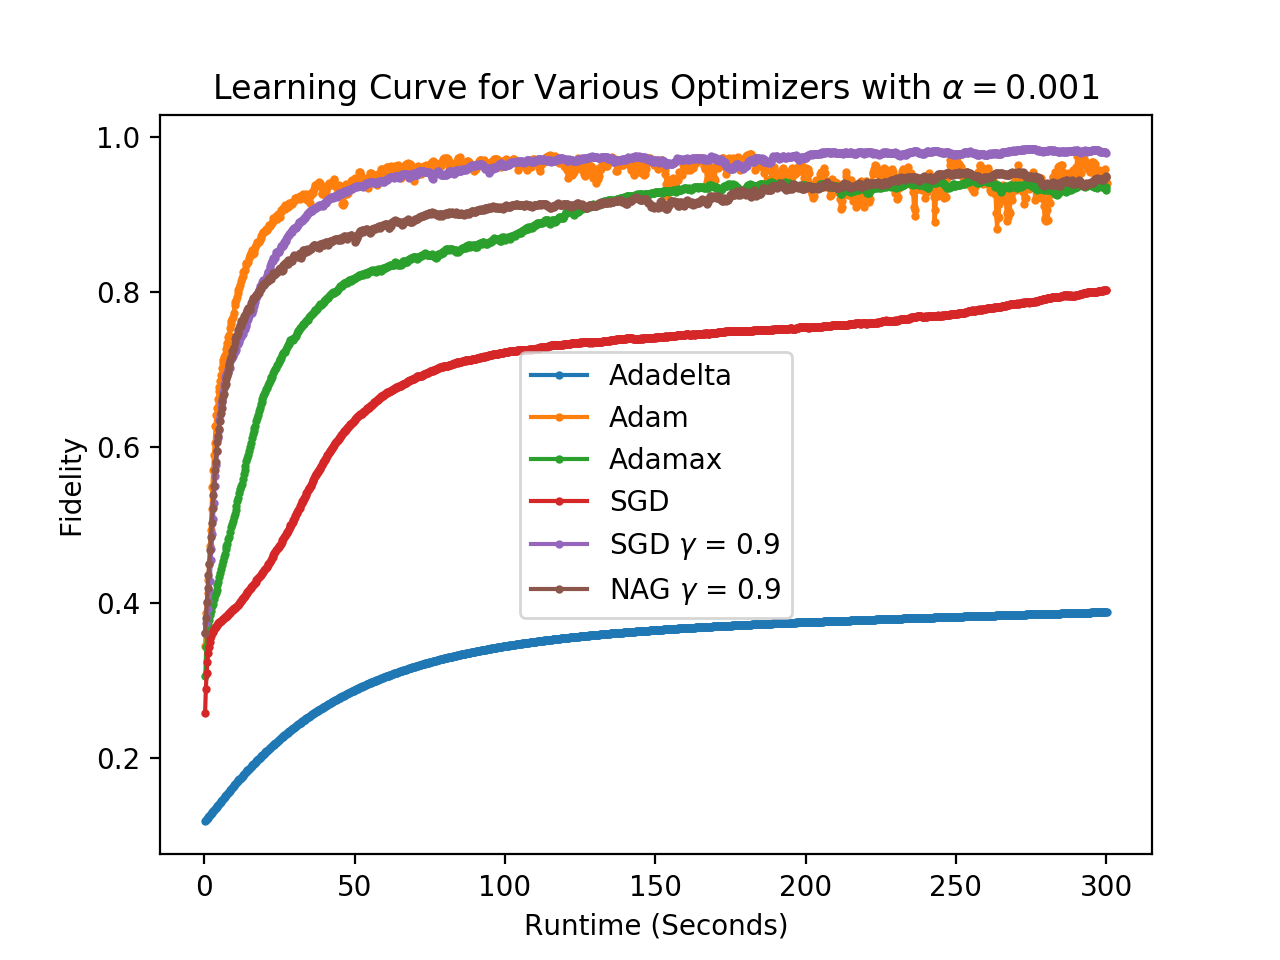 Learning Curve for Various Optimizers with α = 0.001
1.0
0.8
0.6
0.4
0.2
Fidelity
Adadelta
Adam
Adamax
SGD
SGD γ = 0.9
NAG γ = 0.9
0 50 100 150 200 250 300
Runtime (Seconds)